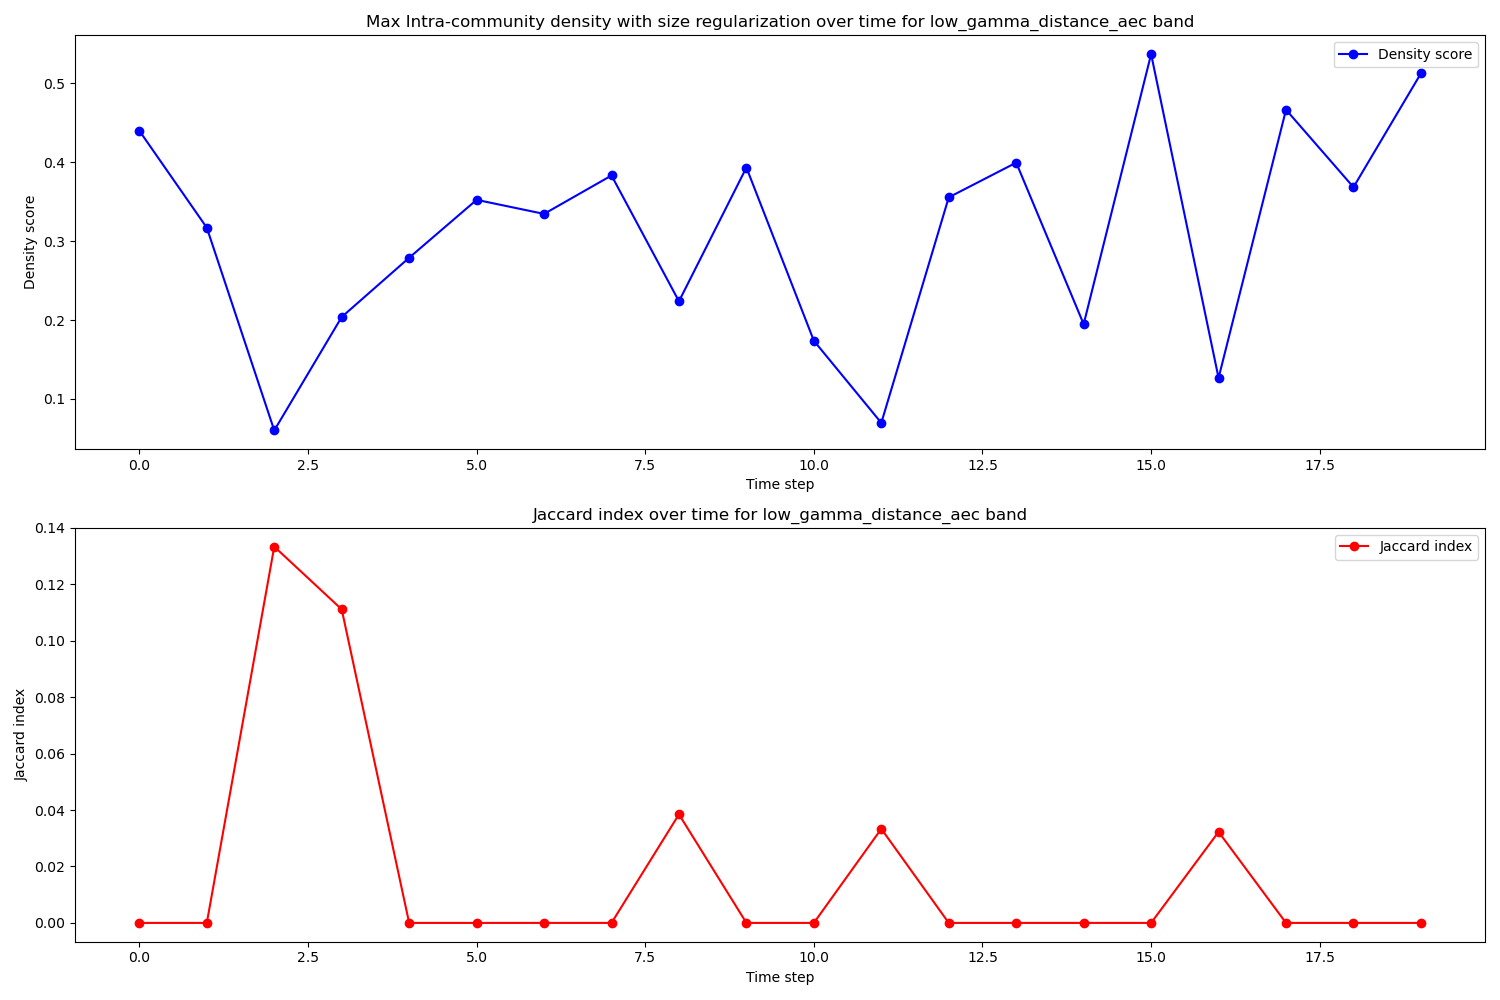 Max Intra-community density with size regularization over time for low_gamma_distance_aec band
Density score
0.5
0.4
0.3
0.2
0.1
Density score
0.0 2.5 5.0 7.5 10.0 12.5 15.0 17.5
Time step
Jaccard index over time for low_gamma_distance_aec band
Jaccard index
0.14
0.12
0.10
0.08
0.06
0.04
0.02
0.00
Jaccard index
0.0 2.5 5.0 7.5 10.0 12.5 15.0 17.5
Time step